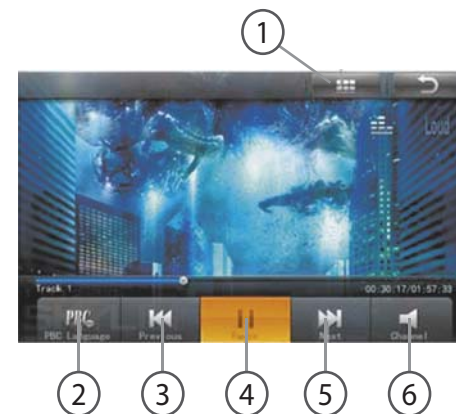 1
Loud
Track 1 00:30:17/01:57:33
PBC
PBC Language Previous Pause Next Channel
2 3 4 5 6